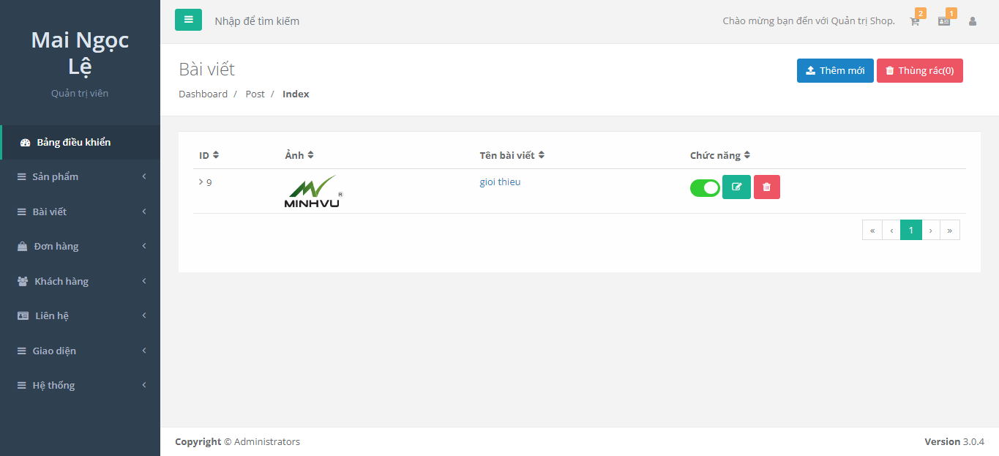 Mai Ngọc
Lệ
Quản trị viên
Bảng điều khiển
Sản phẩm
Bài viết
Đơn hàng
Khách hàng
Liên hệ
Giao diện
Hệ thống
Nhập để tìm kiếm
Chào mừng bạn đến với Quản trị Shop.
2
1
Bài viết
Thêm mới
Thùng rác(0)
Dashboard / Post / Index
ID
Ảnh
Tên bài viết
Chức năng
9
MINHVU ®
gioi thieu
« ‹ 1 › »
Copyright © Administrators
Version 3.0.4